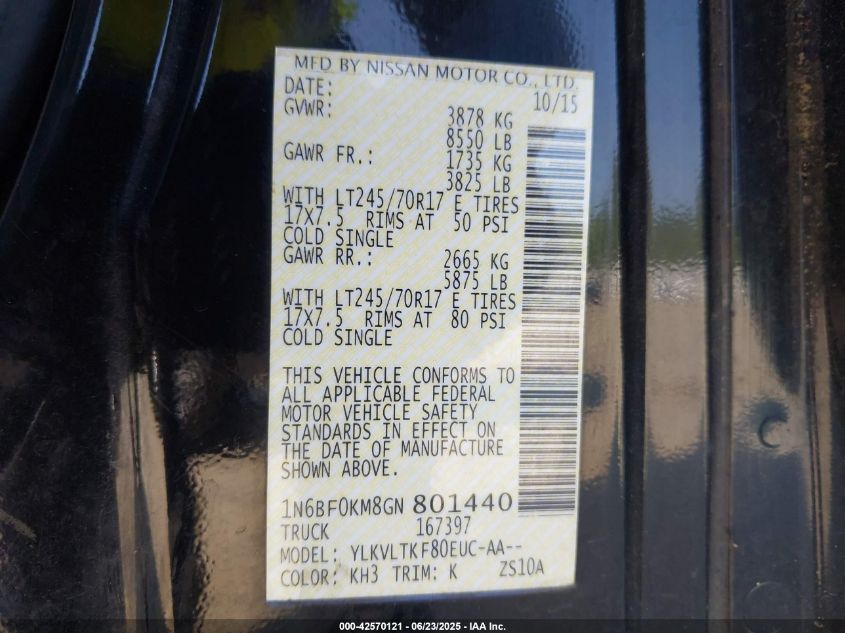 MFD BY NISSAN MOTOR CO., LTD.
DATE: 10/15
GVWR: 3878 KG
8550 LB
GAWR FR.: 1735 KG
3825 LB
WITH LT245/70R17 E TIRES
17X7.5 RIMS AT 50 PSI
COLD SINGLE
GAWR RR.: 2665 KG
5875 LB
WITH LT245/70R17 E TIRES
17X7.5 RIMS AT 80 PSI
COLD SINGLE
THIS VEHICLE CONFORMS TO
ALL APPLICABLE FEDERAL
MOTOR VEHICLE SAFETY
STANDARDS IN EFFECT ON
THE DATE OF MANUFACTURE
SHOWN ABOVE.
1N6BF0KM8GN 801440
TRUCK 167397
MODEL: YLKVLTKF80EUC-AA--
COLOR: KH3 TRIM: K ZS10A
000-42570121 - 06/23/2025 - IAA Inc.